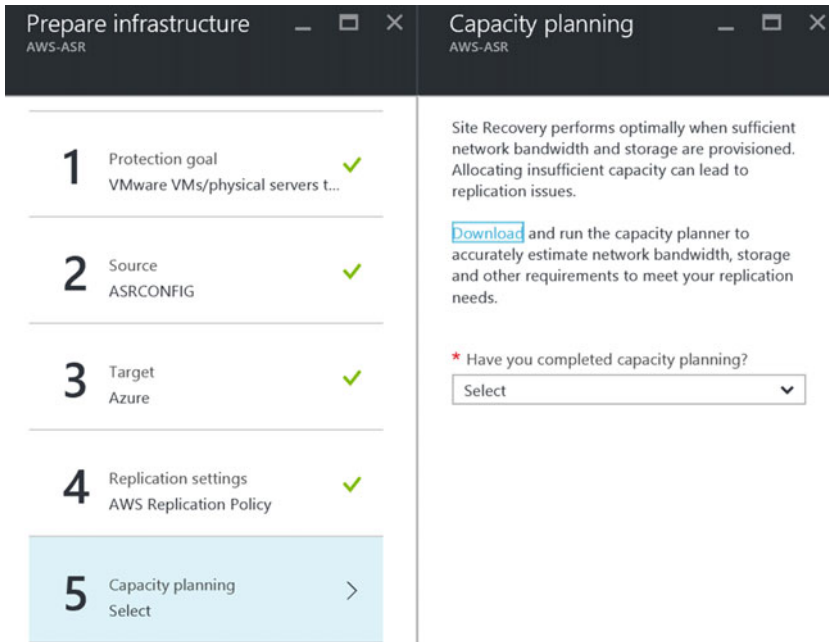 Prepare infrastructure
AWS-ASR
1
Protection goal
VMware VMs/physical servers t...
2
Source
ASRCONFIG
3
Target
Azure
4
Replication settings
AWS Replication Policy
5
Capacity planning
Select
Capacity planning
AWS-ASR
Site Recovery performs optimally when sufficient
network bandwidth and storage are provisioned.
Allocating insufficient capacity can lead to
replication issues.
Download and run the capacity planner to
accurately estimate network bandwidth, storage
and other requirements to meet your replication
needs.
* Have you completed capacity planning?
Select